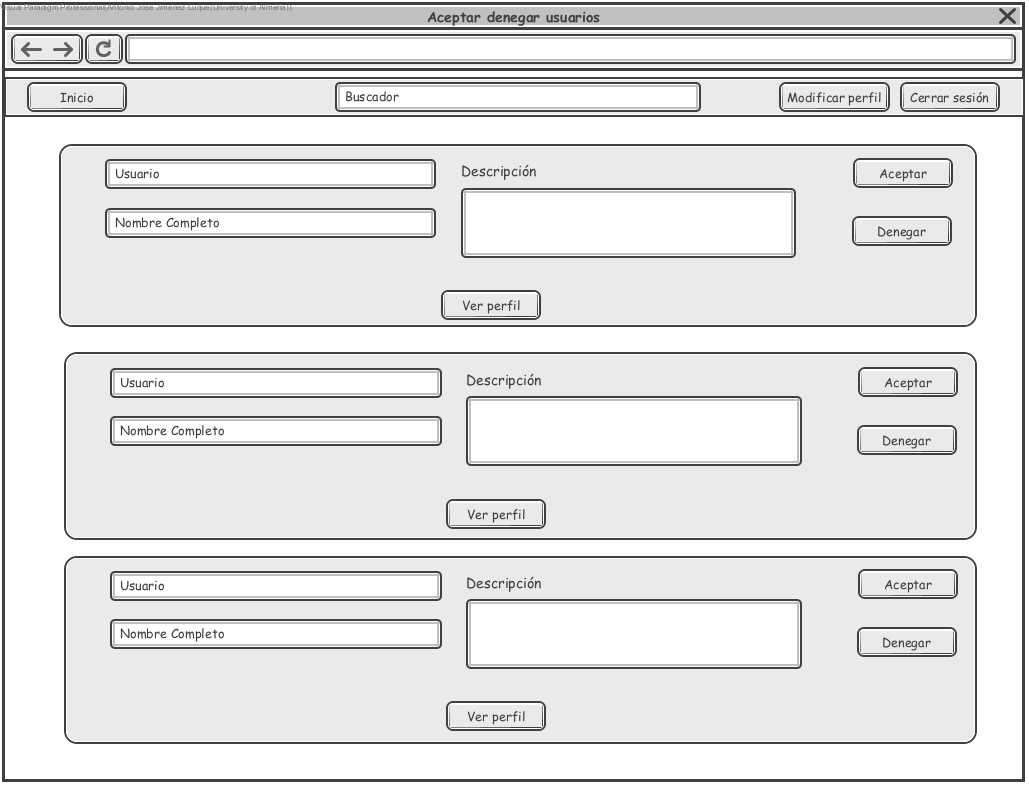 Visual Paradigm Professional(Antonio José Jiménez Luque(University of Almeria))
Aceptar denegar usuarios
Inicio
Buscador
Modificar perfil
Cerrar sesión
Usuario
Descripción
Aceptar
Nombre Completo
Denegar
Ver perfil
Usuario
Descripción
Aceptar
Nombre Completo
Denegar
Ver perfil
Usuario
Descripción
Aceptar
Nombre Completo
Denegar
Ver perfil